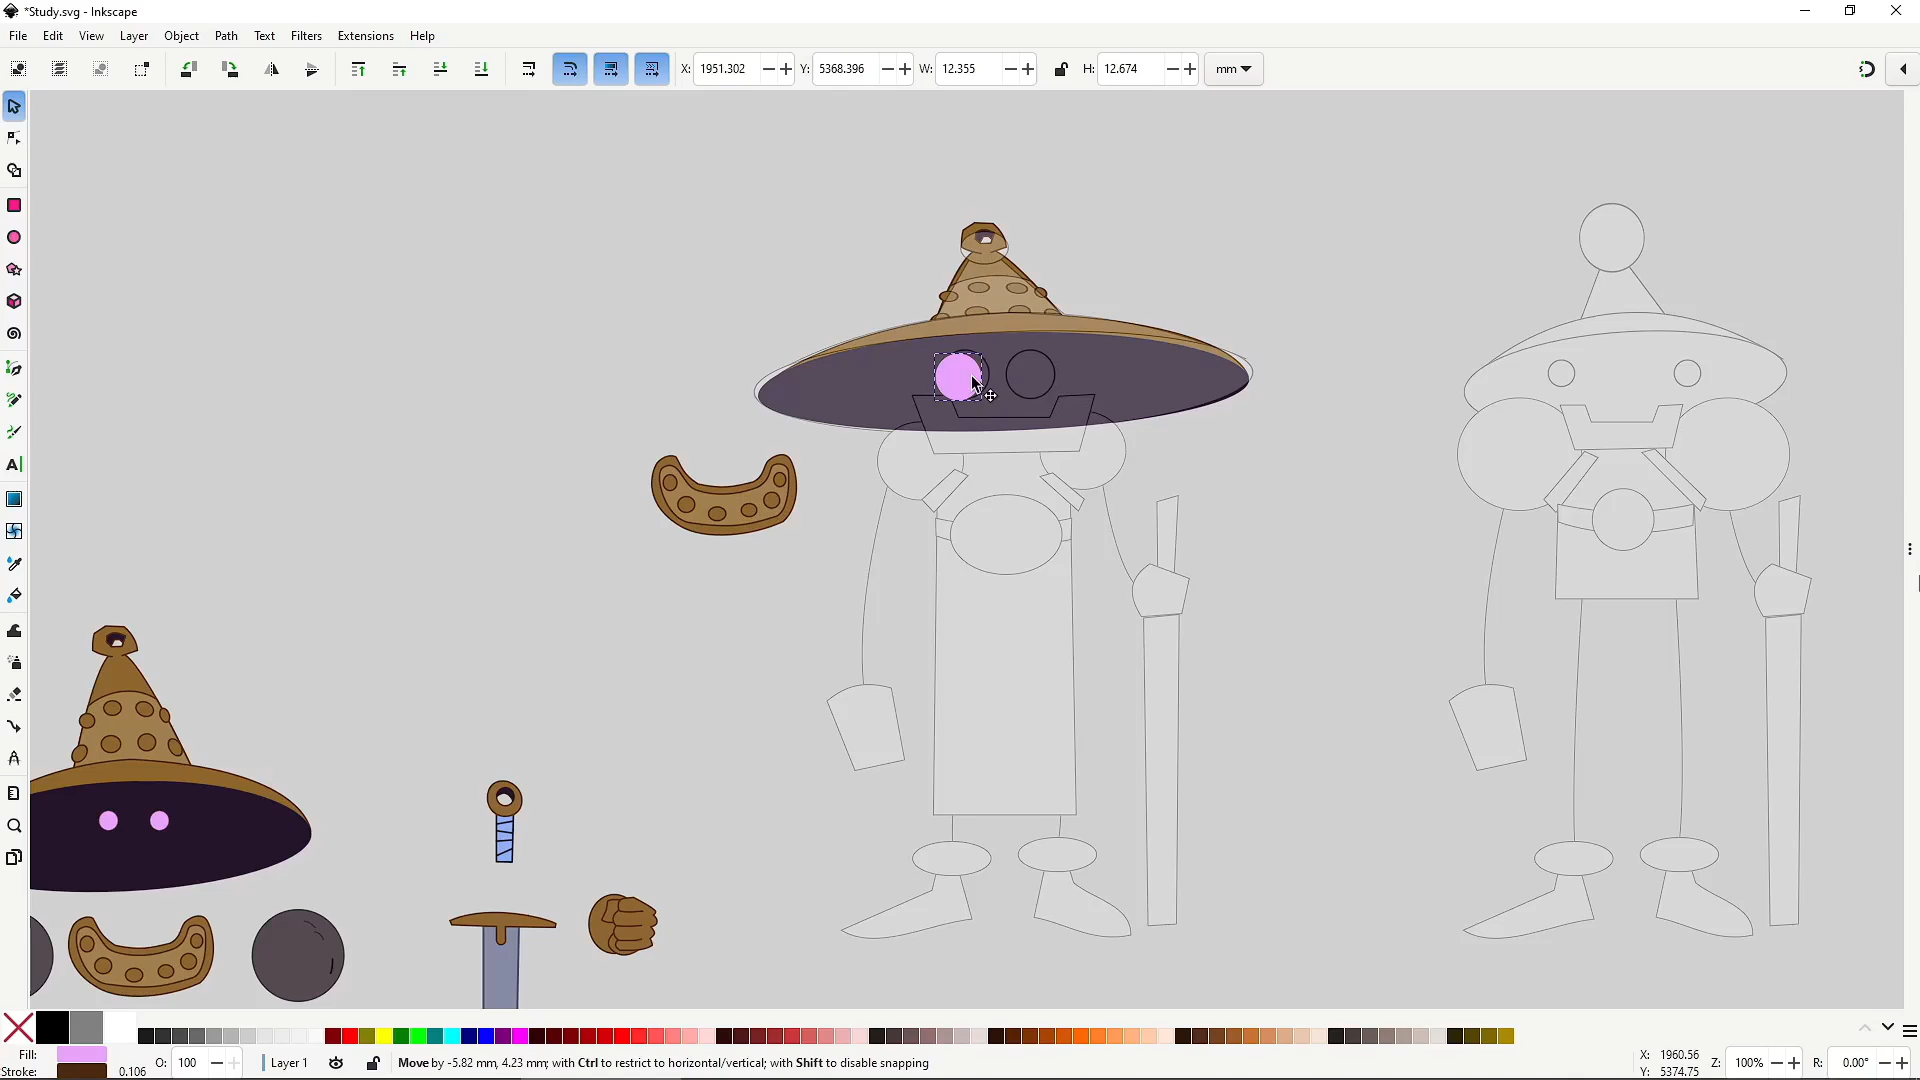 *Study.svg - Inkscape
File Edit View Layer Object Path Text Filters Extensions Help
X: 1951.302 Y: 5368.396 W: 12.355 H: 12.674 mm
A
Fill:
Stroke: 0.106
O: 100
Layer 1
Move by -5.82 mm, 4.23 mm; with Ctrl to restrict to horizontal/vertical; with Shift to disable snapping
X: 1960.56
Y: 5374.75
Z: 100%
R: 0.00°